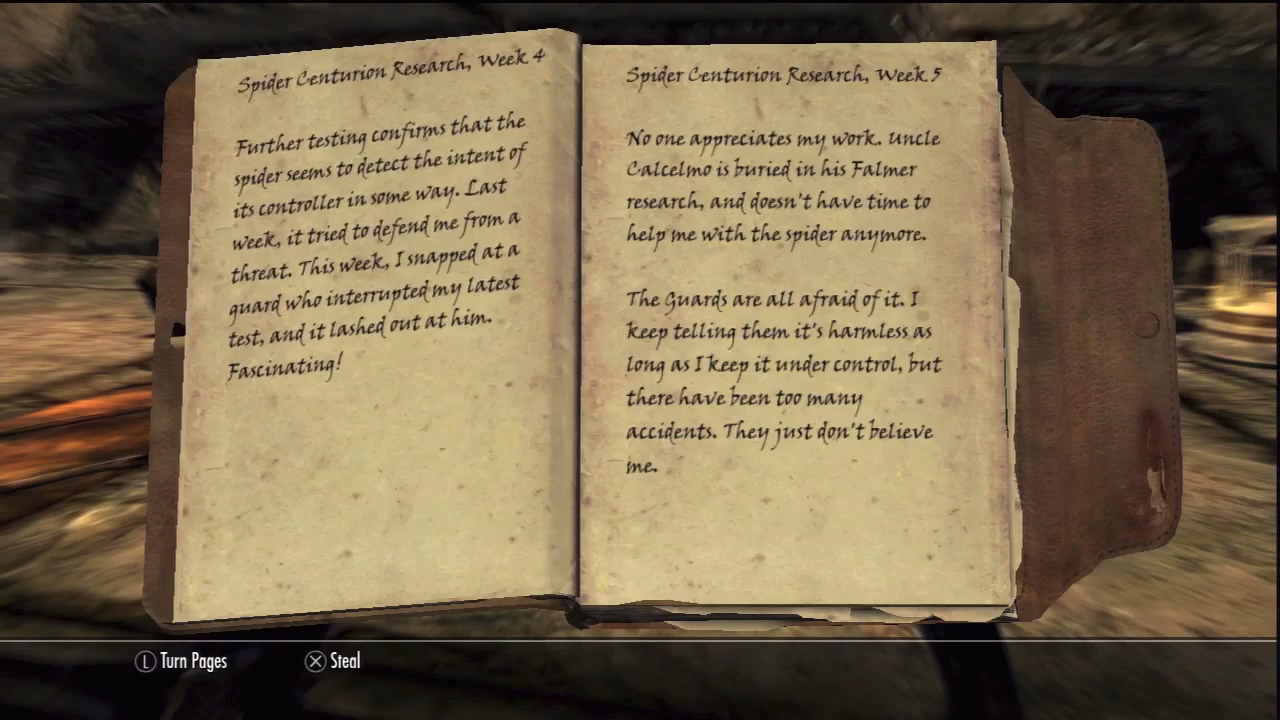 Spider Centurion Research, Week 4
Further testing confirms that the
spider seems to detect the intent of
its controller in some way. Last
week, it tried to defend me from a
threat. This week, I snapped at a
guard who interrupted my latest
test, and it lashed out at him.
Fascinating!
Spider Centurion Research, Week 5
No one appreciates my work. Uncle
Calcelmo is buried in his Falmer
research, and doesn't have time to
help me with the spider anymore.
The Guards are all afraid of it. I
keep telling them it's harmless as
long as I keep it under control, but
there have been too many
accidents. They just don't believe
me.
L Turn Pages X Steal